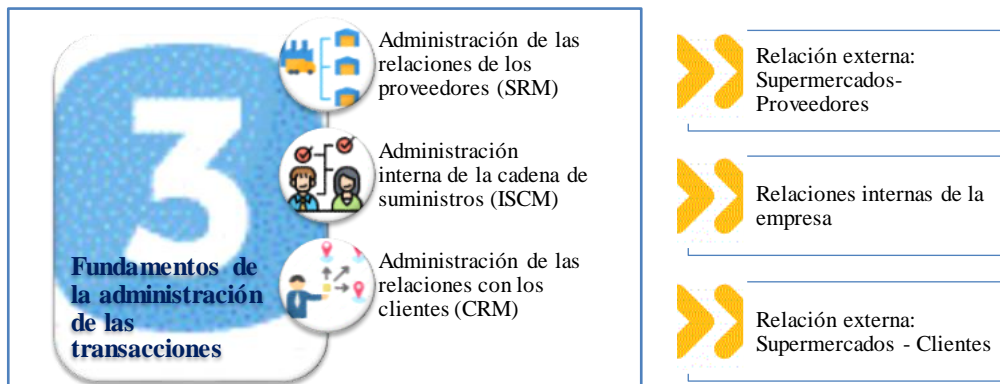 3
Fundamentos de
la administración
de las
transacciones
Administración de las
relaciones de los
proveedores (SRM)
Administración
interna de la cadena de
suministros (ISCM)
Administración de las
relaciones con los
clientes (CRM)
Relación externa:
Supermercados-
Proveedores
Relaciones internas de la
empresa
Relación externa:
Supermercados - Clientes